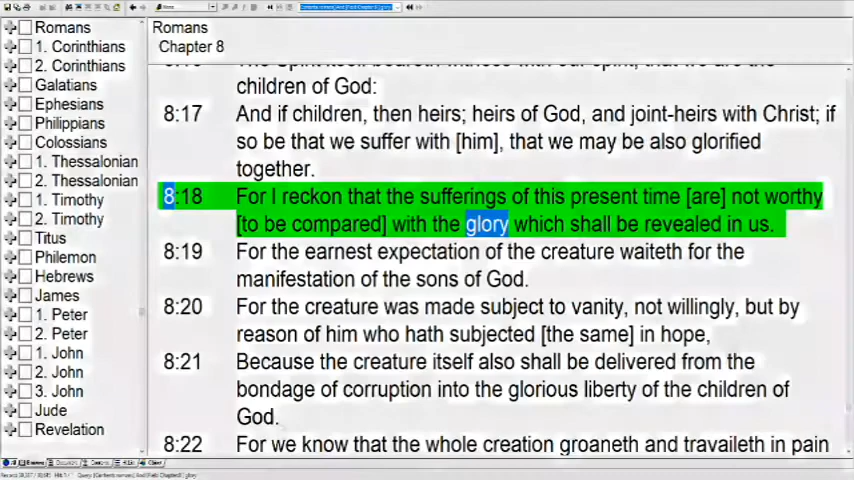 Romans
1. Corinthians
2. Corinthians
Galatians
Ephesians
Philippians
Colossians
1. Thessalonian
2. Thessalonian
1. Timothy
2. Timothy
Titus
Philemon
Hebrews
James
1. Peter
2. Peter
1. John
2. John
3. John
Jude
Revelation
Romans
Chapter 8
children of God:
8:17 And if children, then heirs; heirs of God, and joint-heirs with Christ; if
so be that we suffer with [him], that we may be also glorified
together.
8:18 For I reckon that the sufferings of this present time [are] not worthy
[to be compared] with the glory which shall be revealed in us.
8:19 For the earnest expectation of the creature waiteth for the
manifestation of the sons of God.
8:20 For the creature was made subject to vanity, not willingly, but by
reason of him who hath subjected [the same] in hope,
8:21 Because the creature itself also shall be delivered from the
bondage of corruption into the glorious liberty of the children of
God.
8:22 For we know that the whole creation groaneth and travaileth in pain